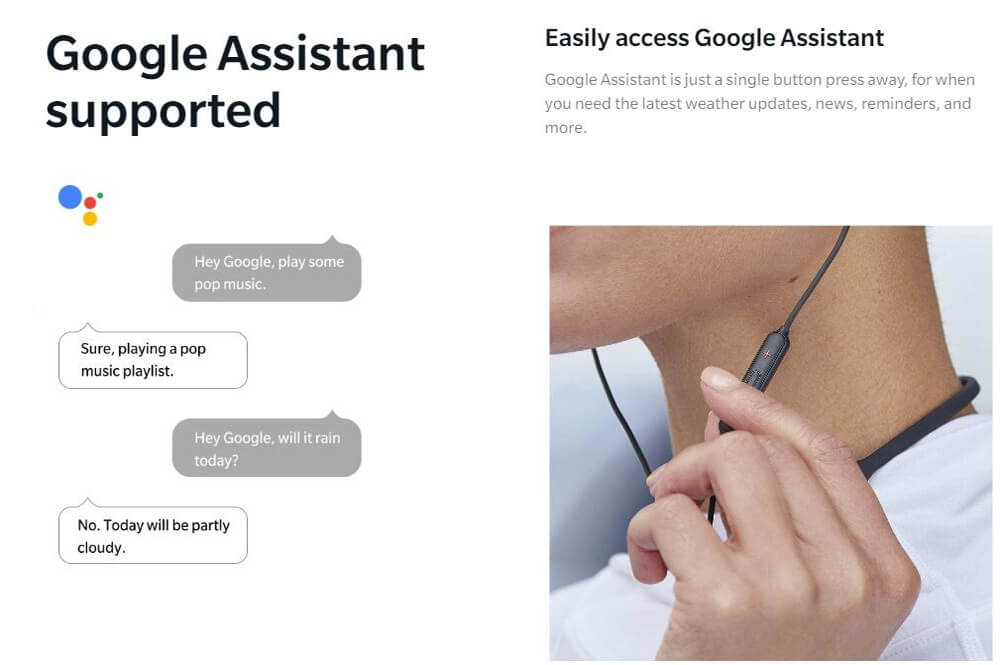 Google Assistant
supported
Hey Google, play some
pop music.
Sure, playing a pop
music playlist.
Hey Google, will it rain
today?
No. Today will be partly
cloudy.
Easily access Google Assistant
Google Assistant is just a single button press away, for when
you need the latest weather updates, news, reminders, and
more.